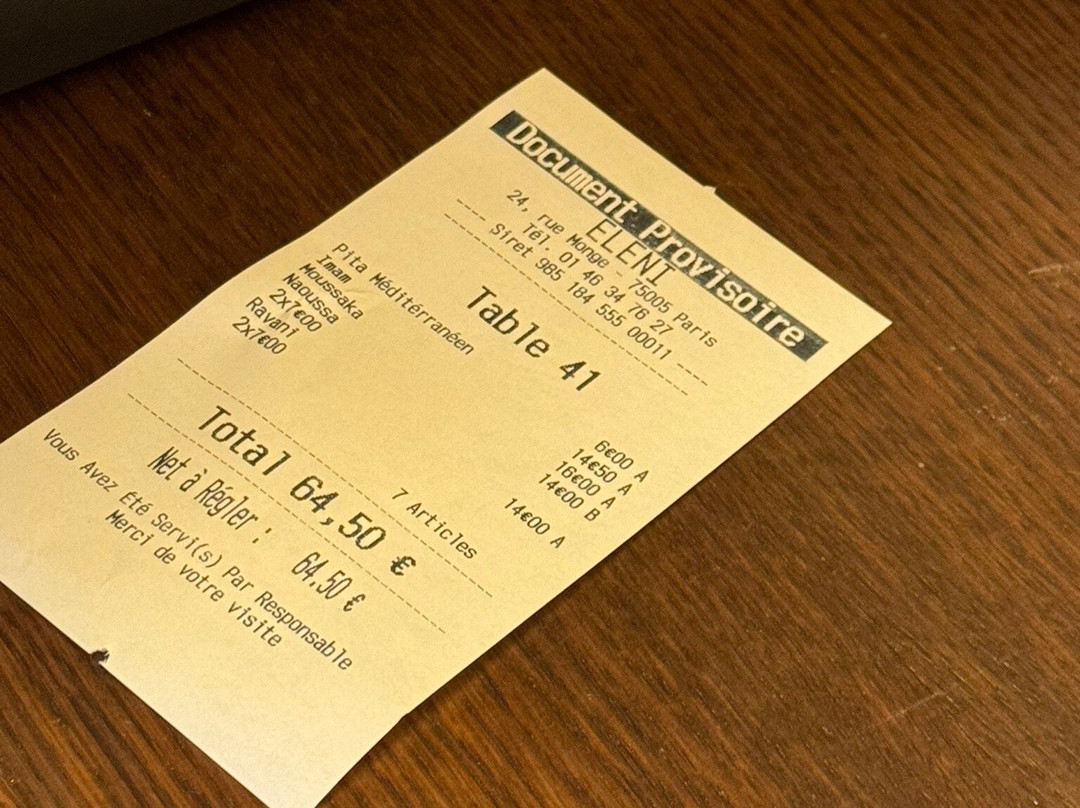 Document Provisoire
ELENI
24, rue Monge - 75005 Paris
Tél. 01 46 34 76 27
Siret 985 184 555 00011
Table 41
Pita Méditérranéen 6€00 A
Imam 14€50 A
Moussaka 16€00 A
Naoussa
2x7€00 14€00 B
Ravani
2x7€00 14€00 A
7 Articles
Total 64,50 €
Net à Régler : 64,50 €
Vous Avez Été Servi(s) Par Responsable
Merci de votre visite